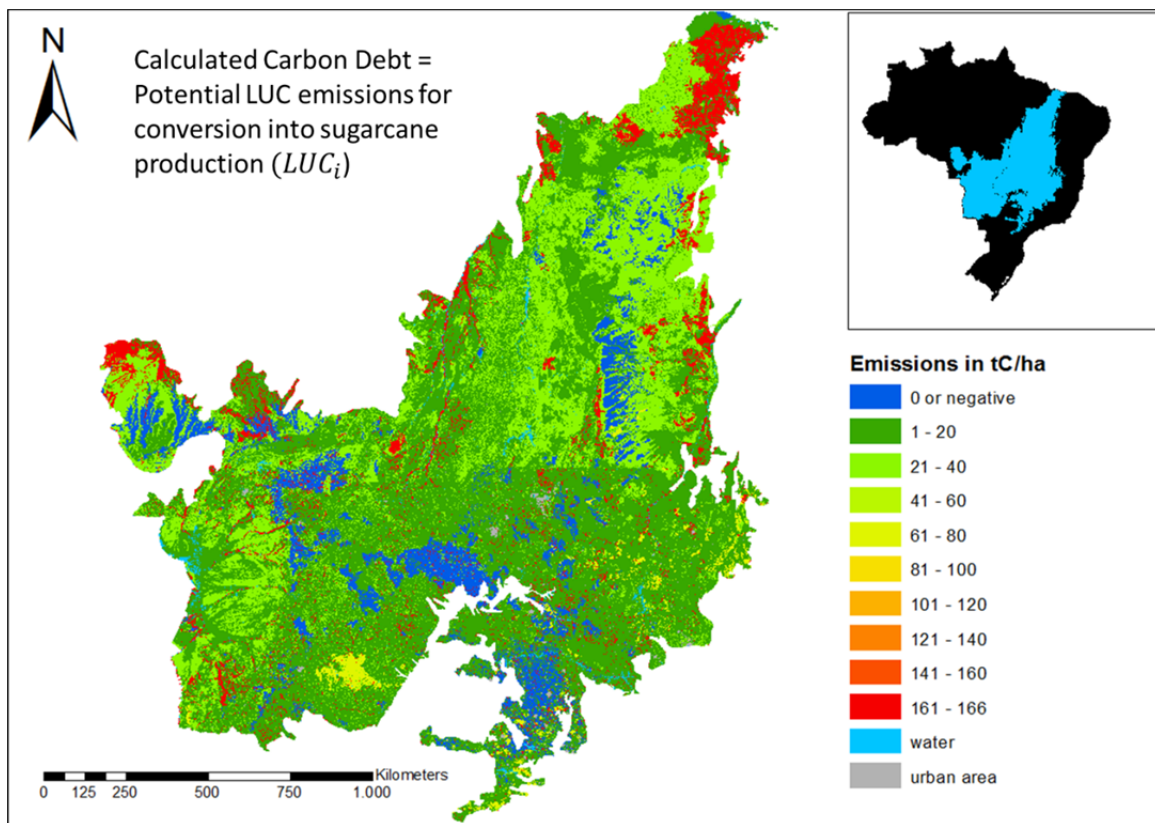 N
Calculated Carbon Debt =
Potential LUC emissions for
conversion into sugarcane
production (𝐿𝑈𝐶ᵢ)
Emissions in tC/ha
0 or negative
1 - 20
21 - 40
41 - 60
61 - 80
81 - 100
101 - 120
121 - 140
141 - 160
161 - 166
water
urban area
Kilometers
0 125 250 500 750 1.000